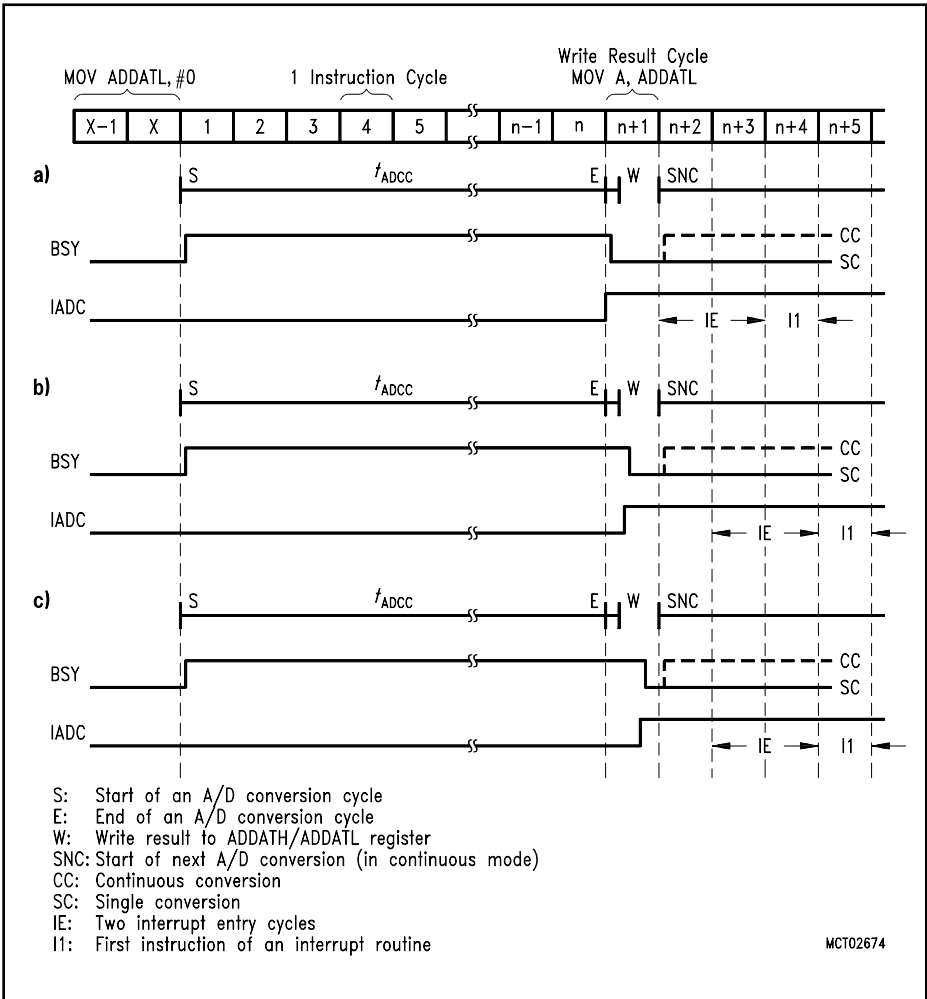 Write Result Cycle
MOV ADDATL, #0 1 Instruction Cycle MOV A, ADDATL
X-1 X 1 2 3 4 5 n-1 n n+1 n+2 n+3 n+4 n+5
a) S tADCC E W SNC
BSY CC
SC
IADC
IE I1
b) S tADCC E W SNC
BSY CC
SC
IADC
IE I1
c) S tADCC E W SNC
BSY CC
SC
IADC
IE I1
S: Start of an A/D conversion cycle
E: End of an A/D conversion cycle
W: Write result to ADDATH/ADDATL register
SNC: Start of next A/D conversion (in continuous mode)
CC: Continuous conversion
SC: Single conversion
IE: Two interrupt entry cycles
I1: First instruction of an interrupt routine
MCT02674